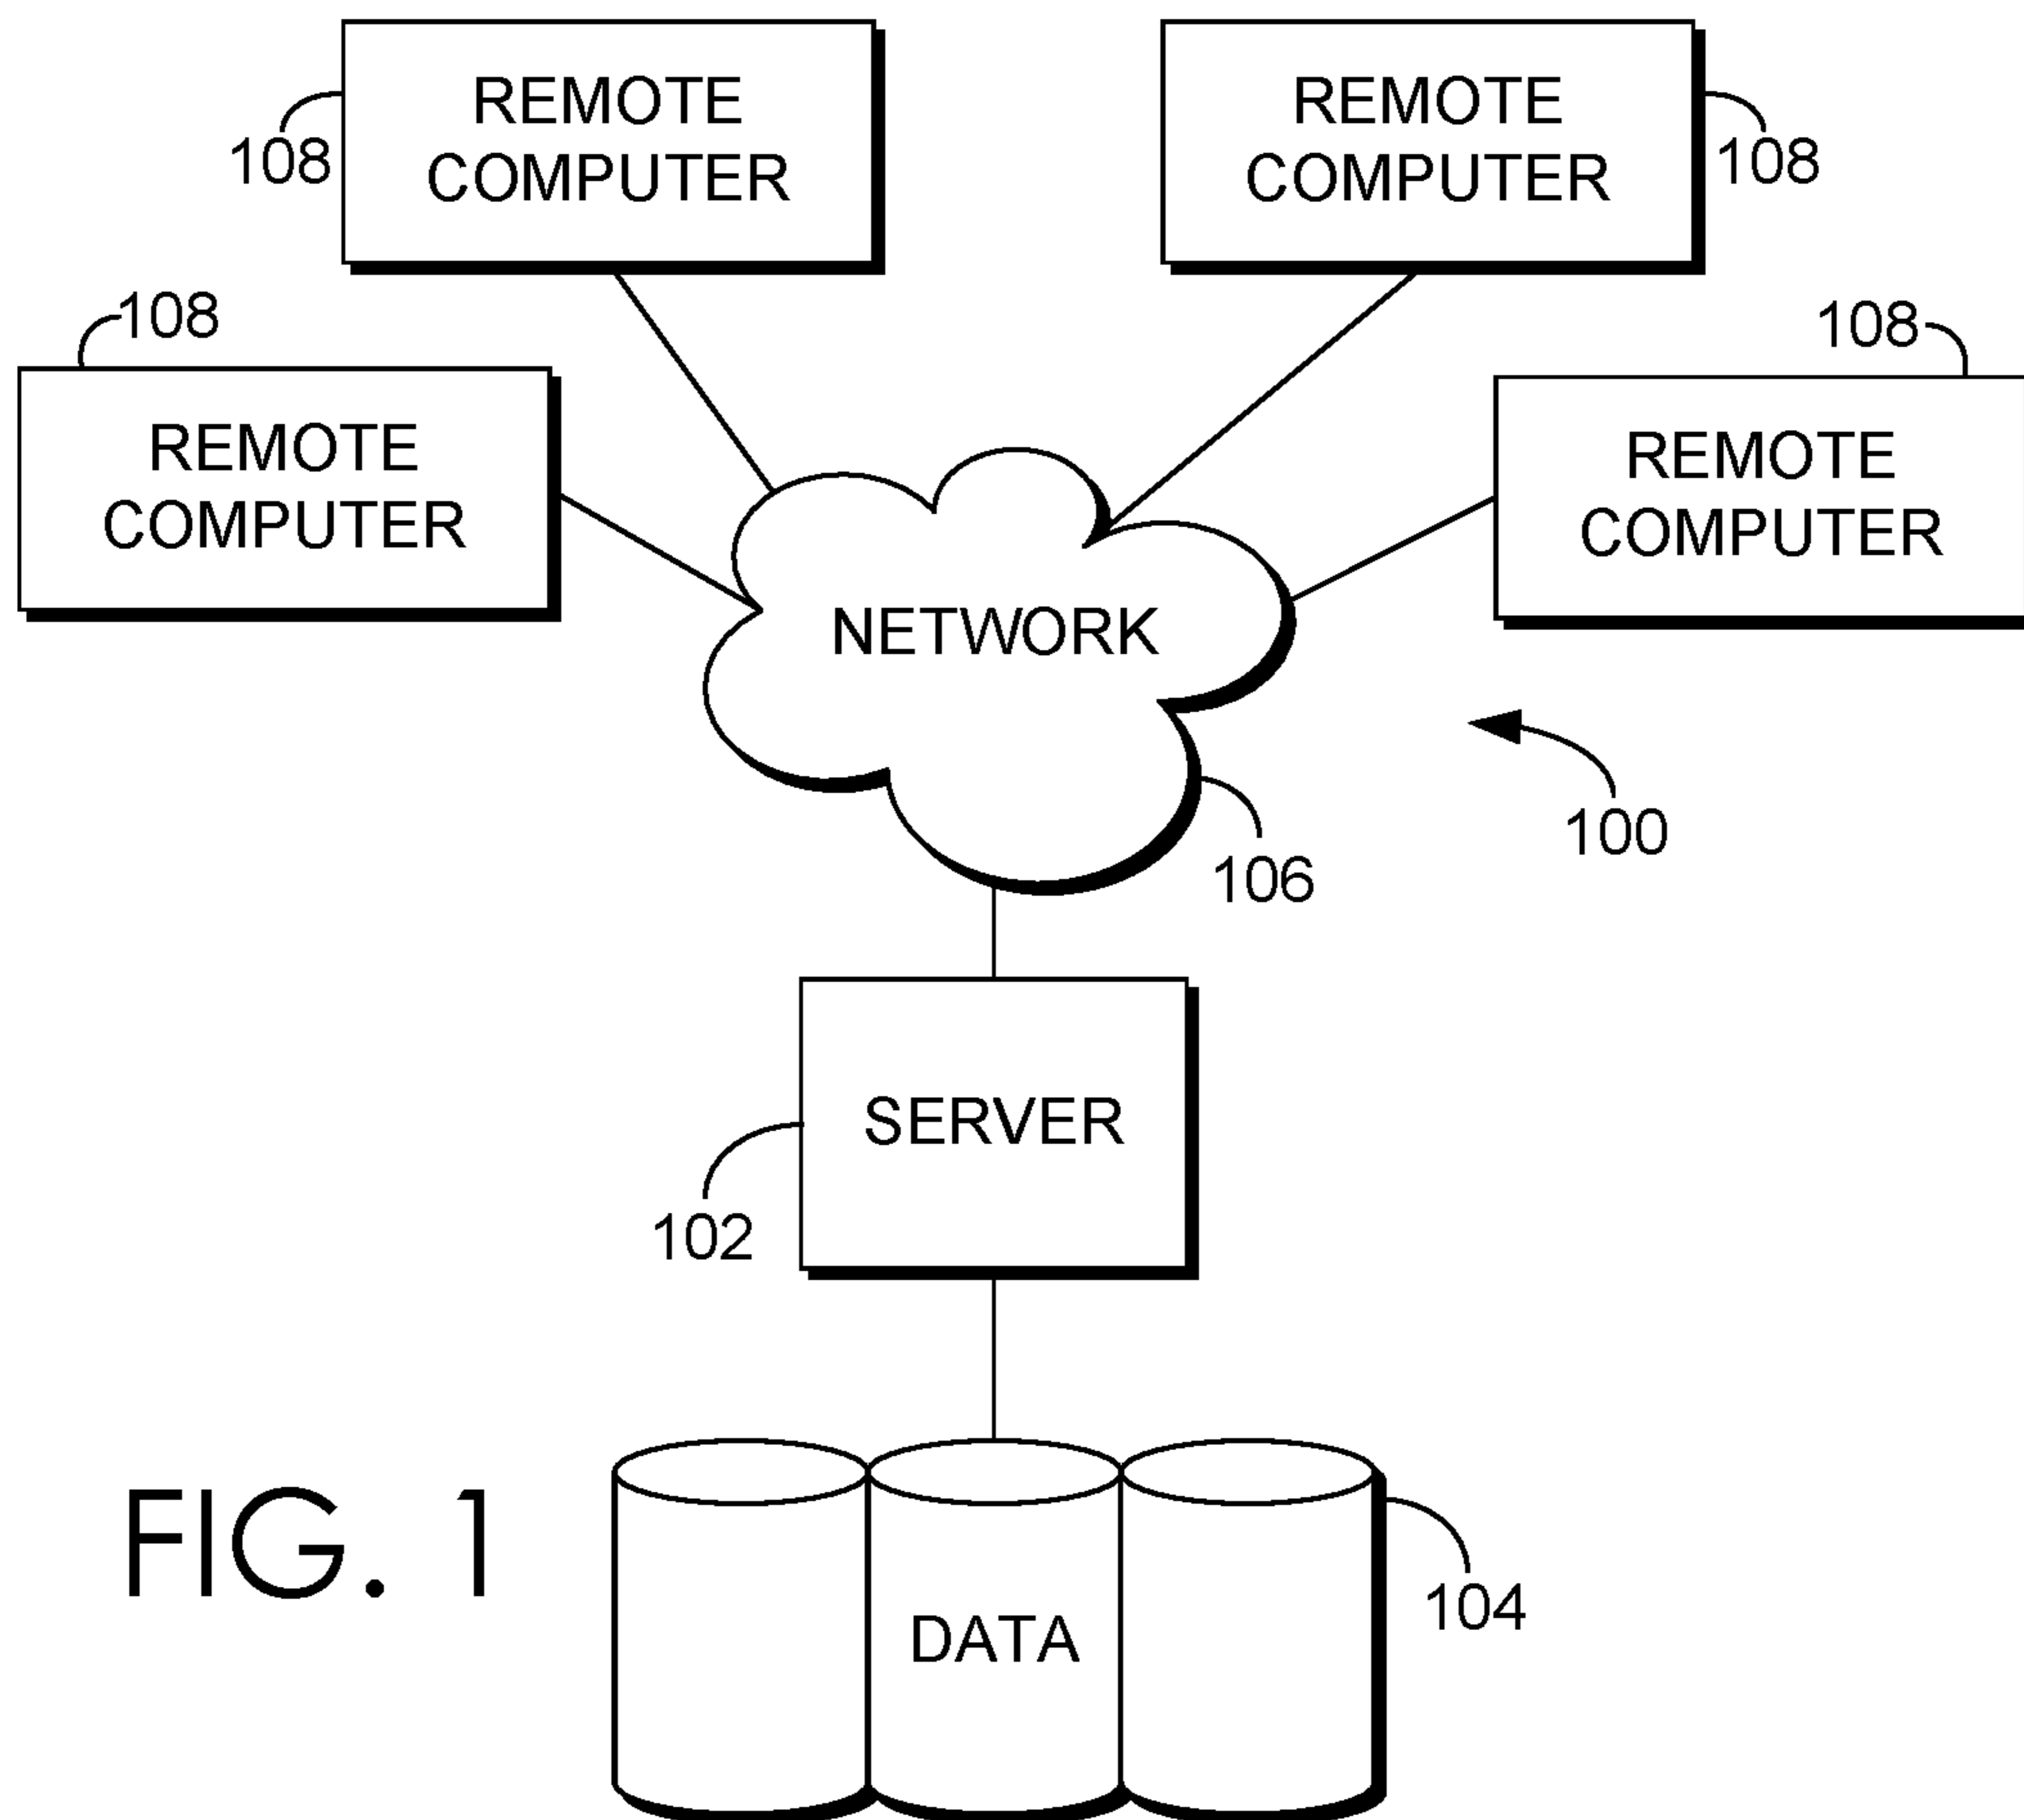 REMOTE
COMPUTER
108
REMOTE
COMPUTER
108
108
REMOTE
COMPUTER
108
REMOTE
COMPUTER
NETWORK
100
106
SERVER
102
FIG. 1
104
DATA